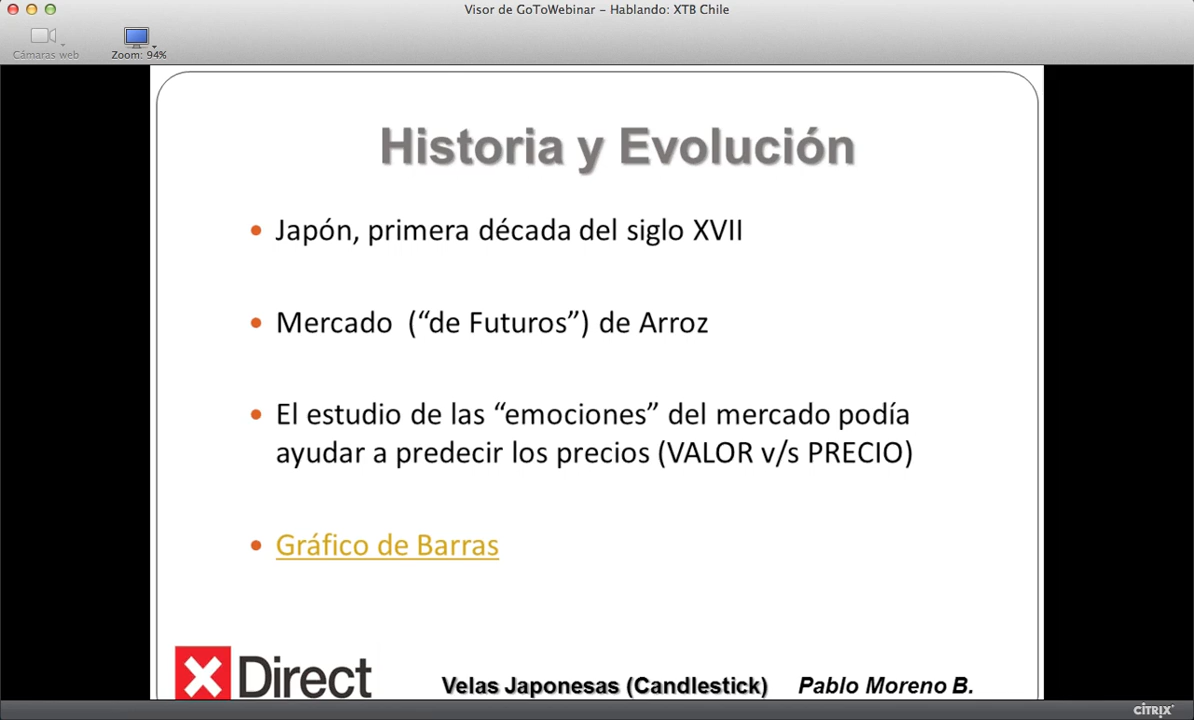 Visor de GoToWebinar – Hablando: XTB Chile
Cámaras web
Zoom: 94%
Historia y Evolución
• Japón, primera década del siglo XVII
• Mercado (“de Futuros”) de Arroz
• El estudio de las “emociones” del mercado podía
ayudar a predecir los precios (VALOR v/s PRECIO)
• Gráfico de Barras
X Direct
Velas Japonesas (Candlestick) Pablo Moreno B.
CITRIX